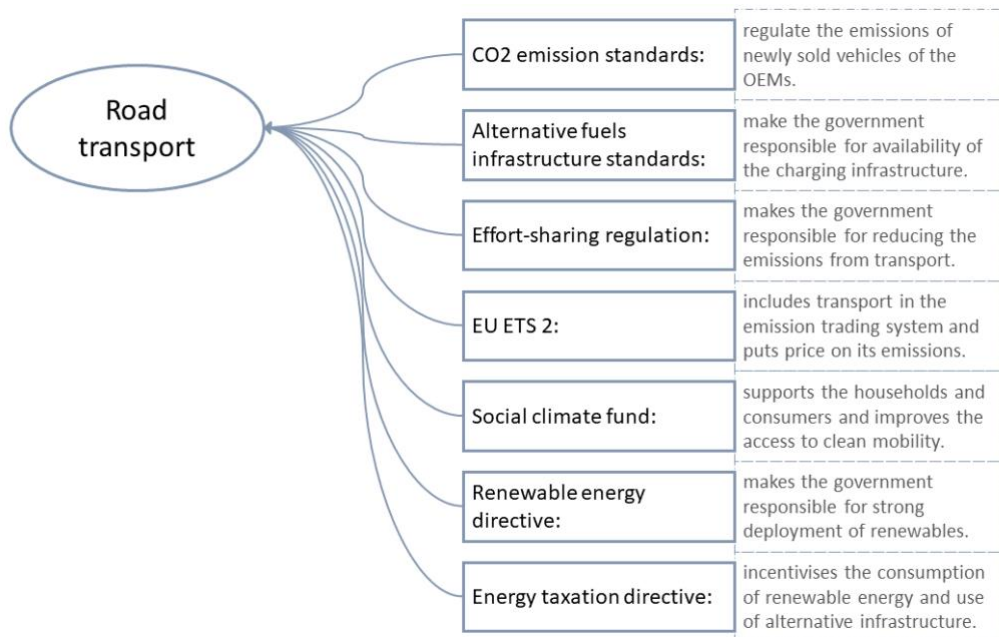 Road
transport
CO2 emission standards:
regulate the emissions of
newly sold vehicles of the
OEMs.
Alternative fuels
infrastructure standards:
make the government
responsible for availability of
the charging infrastructure.
Effort-sharing regulation:
makes the government
responsible for reducing the
emissions from transport.
EU ETS 2:
includes transport in the
emission trading system and
puts price on its emissions.
Social climate fund:
supports the households and
consumers and improves the
access to clean mobility.
Renewable energy
directive:
makes the government
responsible for strong
deployment of renewables.
Energy taxation directive:
incentivises the consumption
of renewable energy and use
of alternative infrastructure.